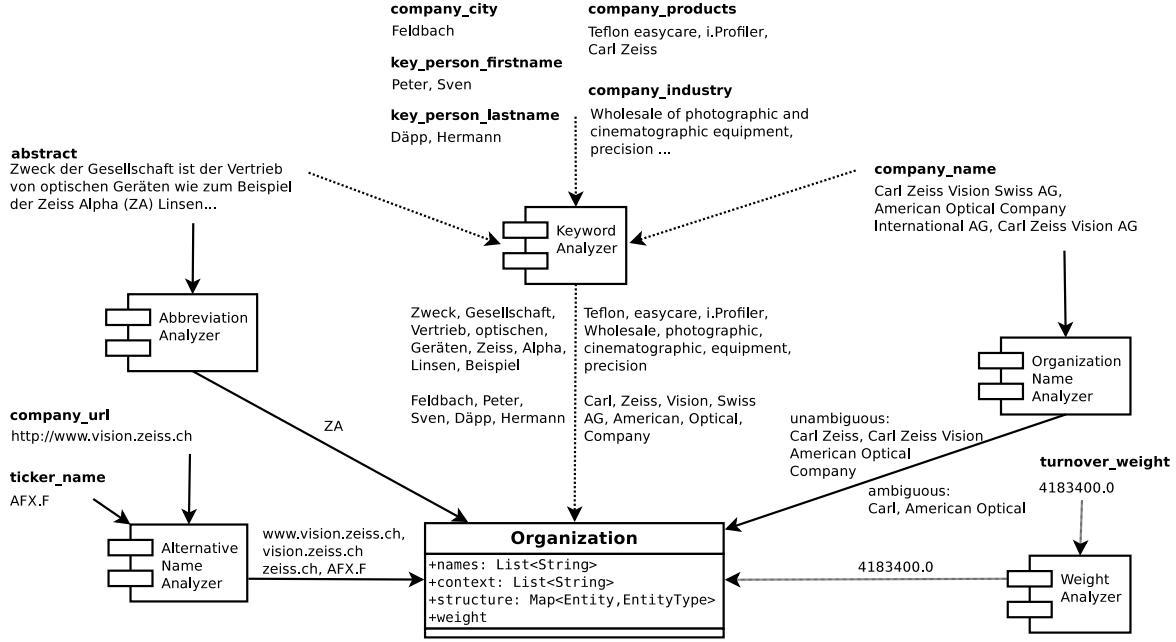 company_city
Feldbach
key_person_firstname
Peter, Sven
key_person_lastname
Däpp, Hermann
company_products
Teflon easycare, i.Profiler,
Carl Zeiss
company_industry
Wholesale of photographic and
cinematographic equipment,
precision ...
abstract
Zweck der Gesellschaft ist der Vertrieb
von optischen Geräten wie zum Beispiel
der Zeiss Alpha (ZA) Linsen...
company_name
Carl Zeiss Vision Swiss AG,
American Optical Company
International AG, Carl Zeiss Vision AG
Keyword
Analyzer
Abbreviation
Analyzer
Zweck, Gesellschaft,
Vertrieb, optischen,
Geräten, Zeiss, Alpha,
Linsen, Beispiel
Feldbach, Peter,
Sven, Däpp, Hermann
Teflon, easycare, i.Profiler,
Wholesale, photographic,
cinematographic, equipment,
precision
Carl, Zeiss, Vision, Swiss
AG, American, Optical,
Company
Organization
Name
Analyzer
company_url
http://www.vision.zeiss.ch
ZA
unambiguous:
Carl Zeiss, Carl Zeiss Vision
American Optical
Company
ambiguous:
Carl, American Optical
turnover_weight
4183400.0
ticker_name
AFX.F
Alternative
Name
Analyzer
www.vision.zeiss.ch,
vision.zeiss.ch
zeiss.ch, AFX.F
Organization
+names: List<String>
+context: List<String>
+structure: Map<Entity,EntityType>
+weight
4183400.0
Weight
Analyzer